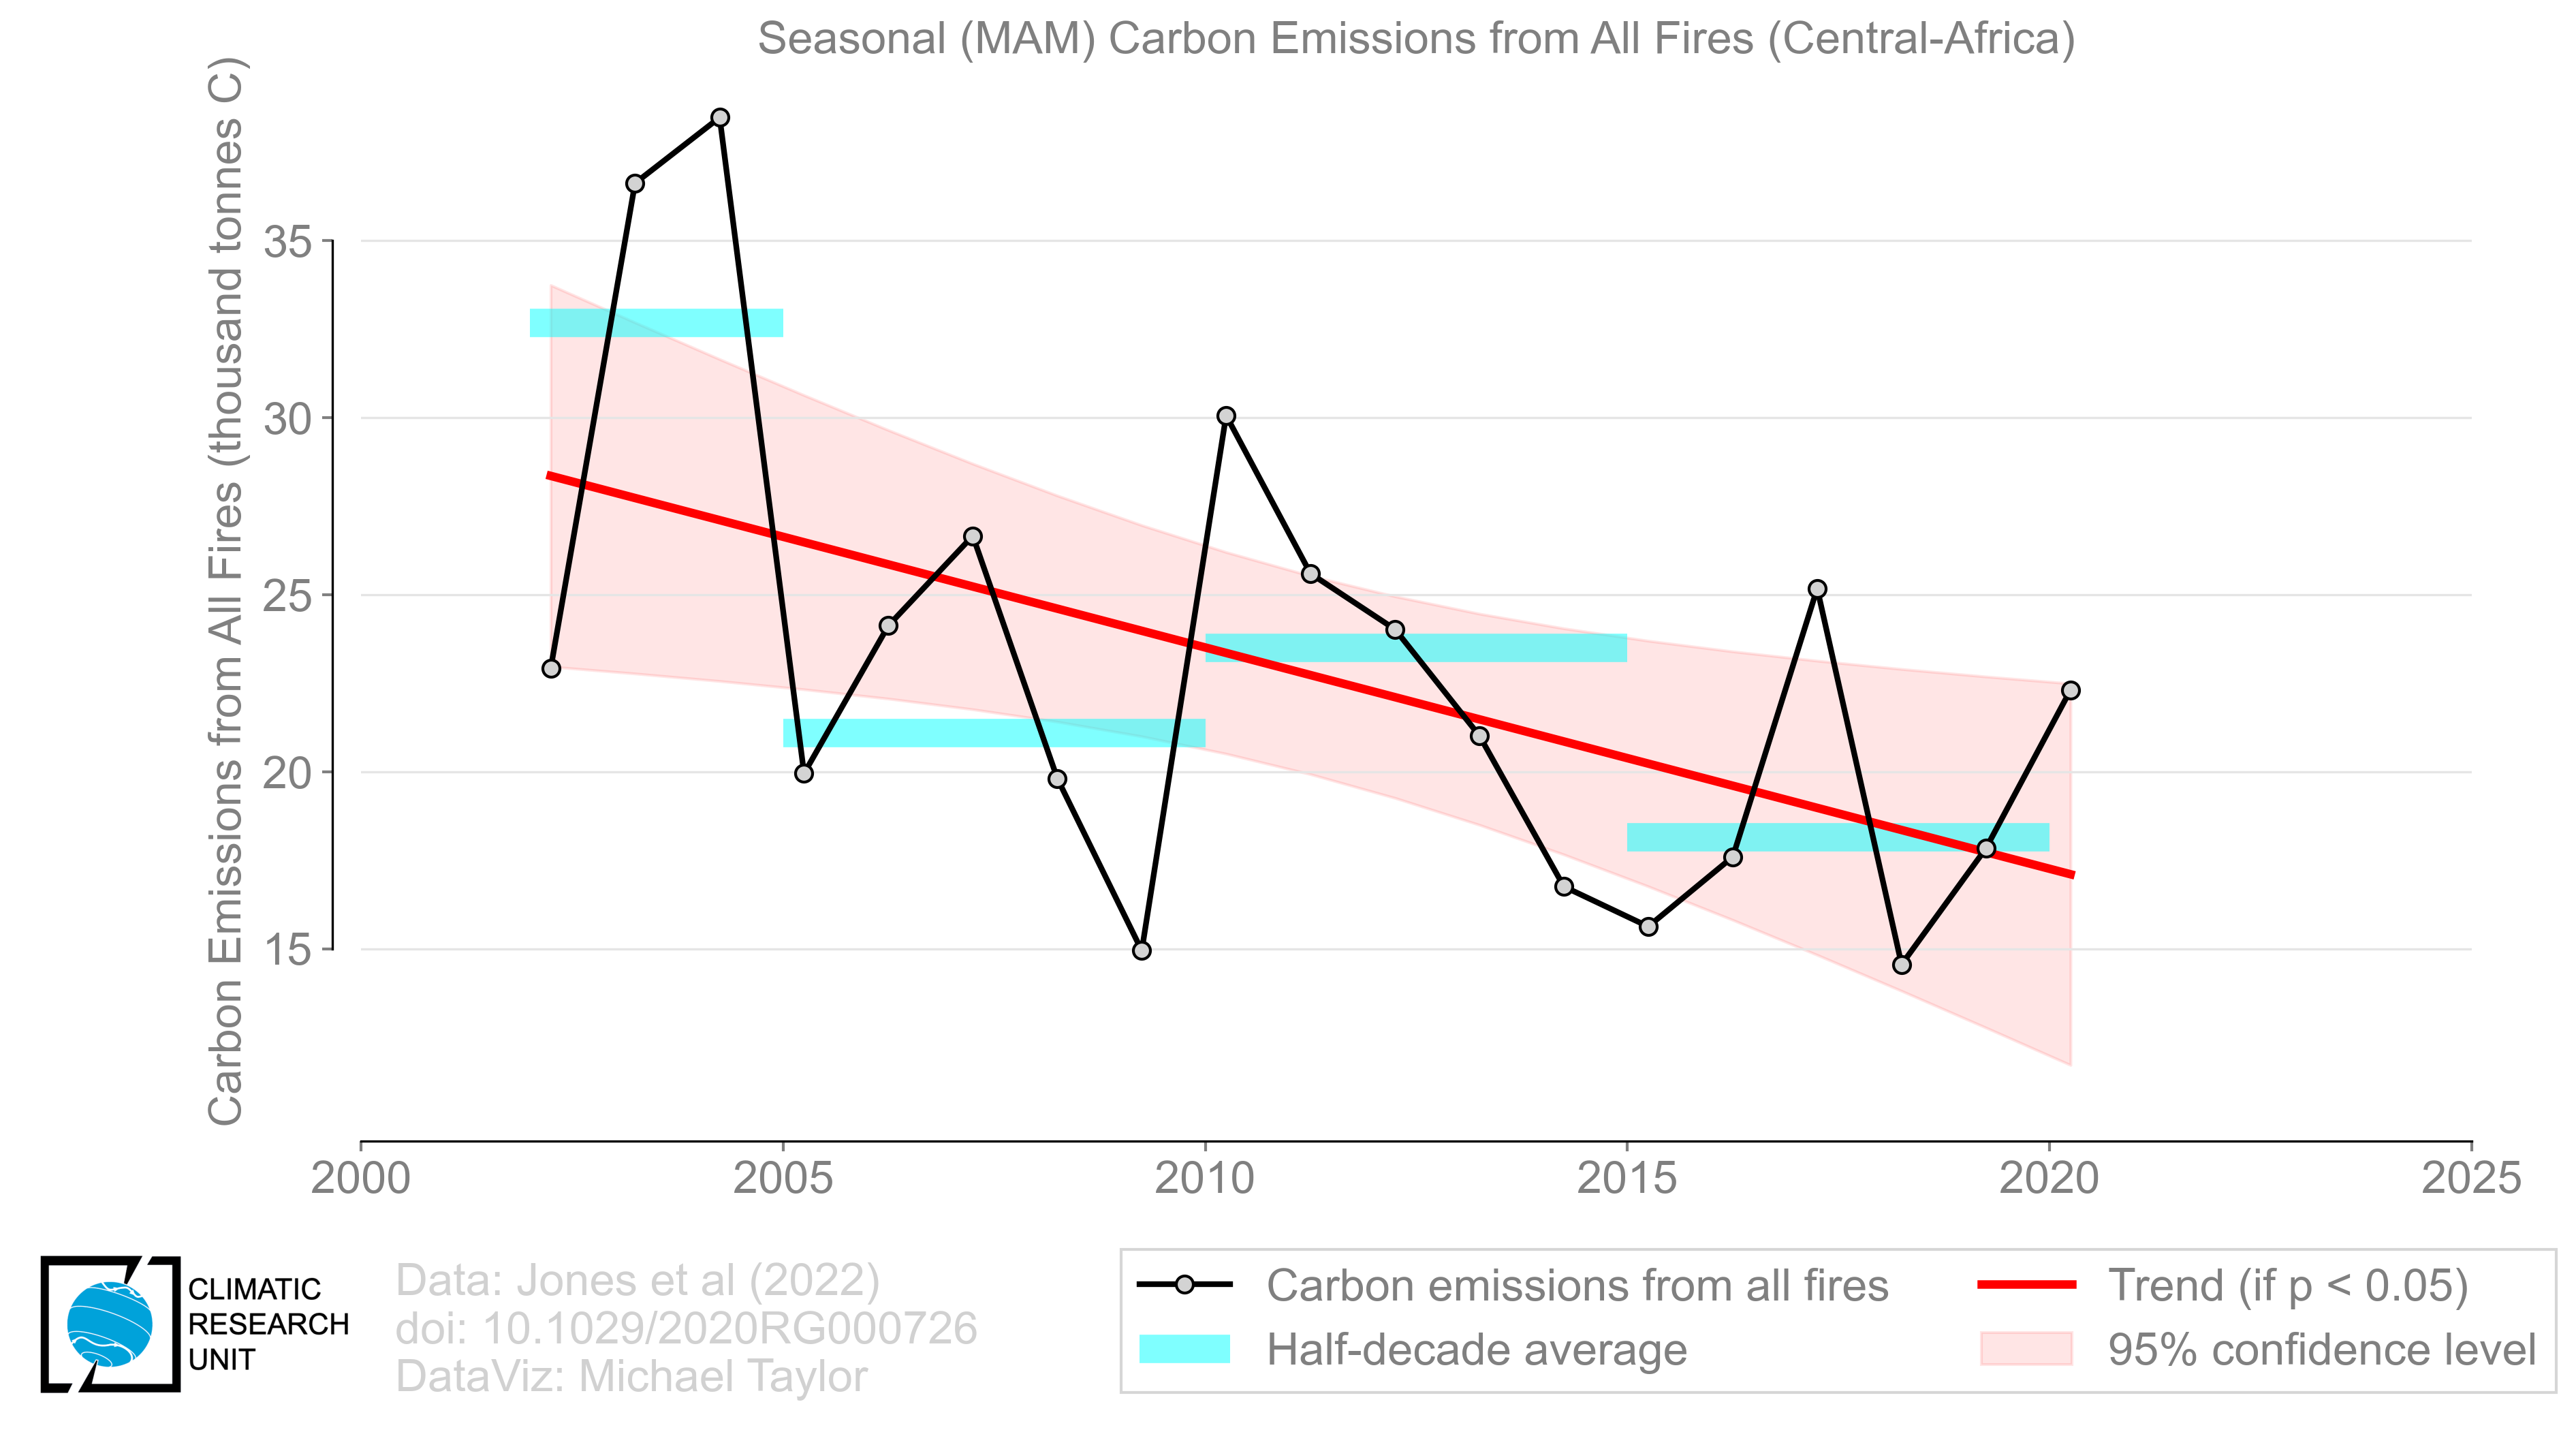 Seasonal (MAM) Carbon Emissions from All Fires (Central-Africa)
Carbon Emissions from All Fires (thousand tonnes C)
35
30
25
20
15
2000 2005 2010 2015 2020 2025
CLIMATIC
RESEARCH
UNIT
Data: Jones et al (2022)
doi: 10.1029/2020RG000726
DataViz: Michael Taylor
Carbon emissions from all fires
Half-decade average
Trend (if p < 0.05)
95% confidence level